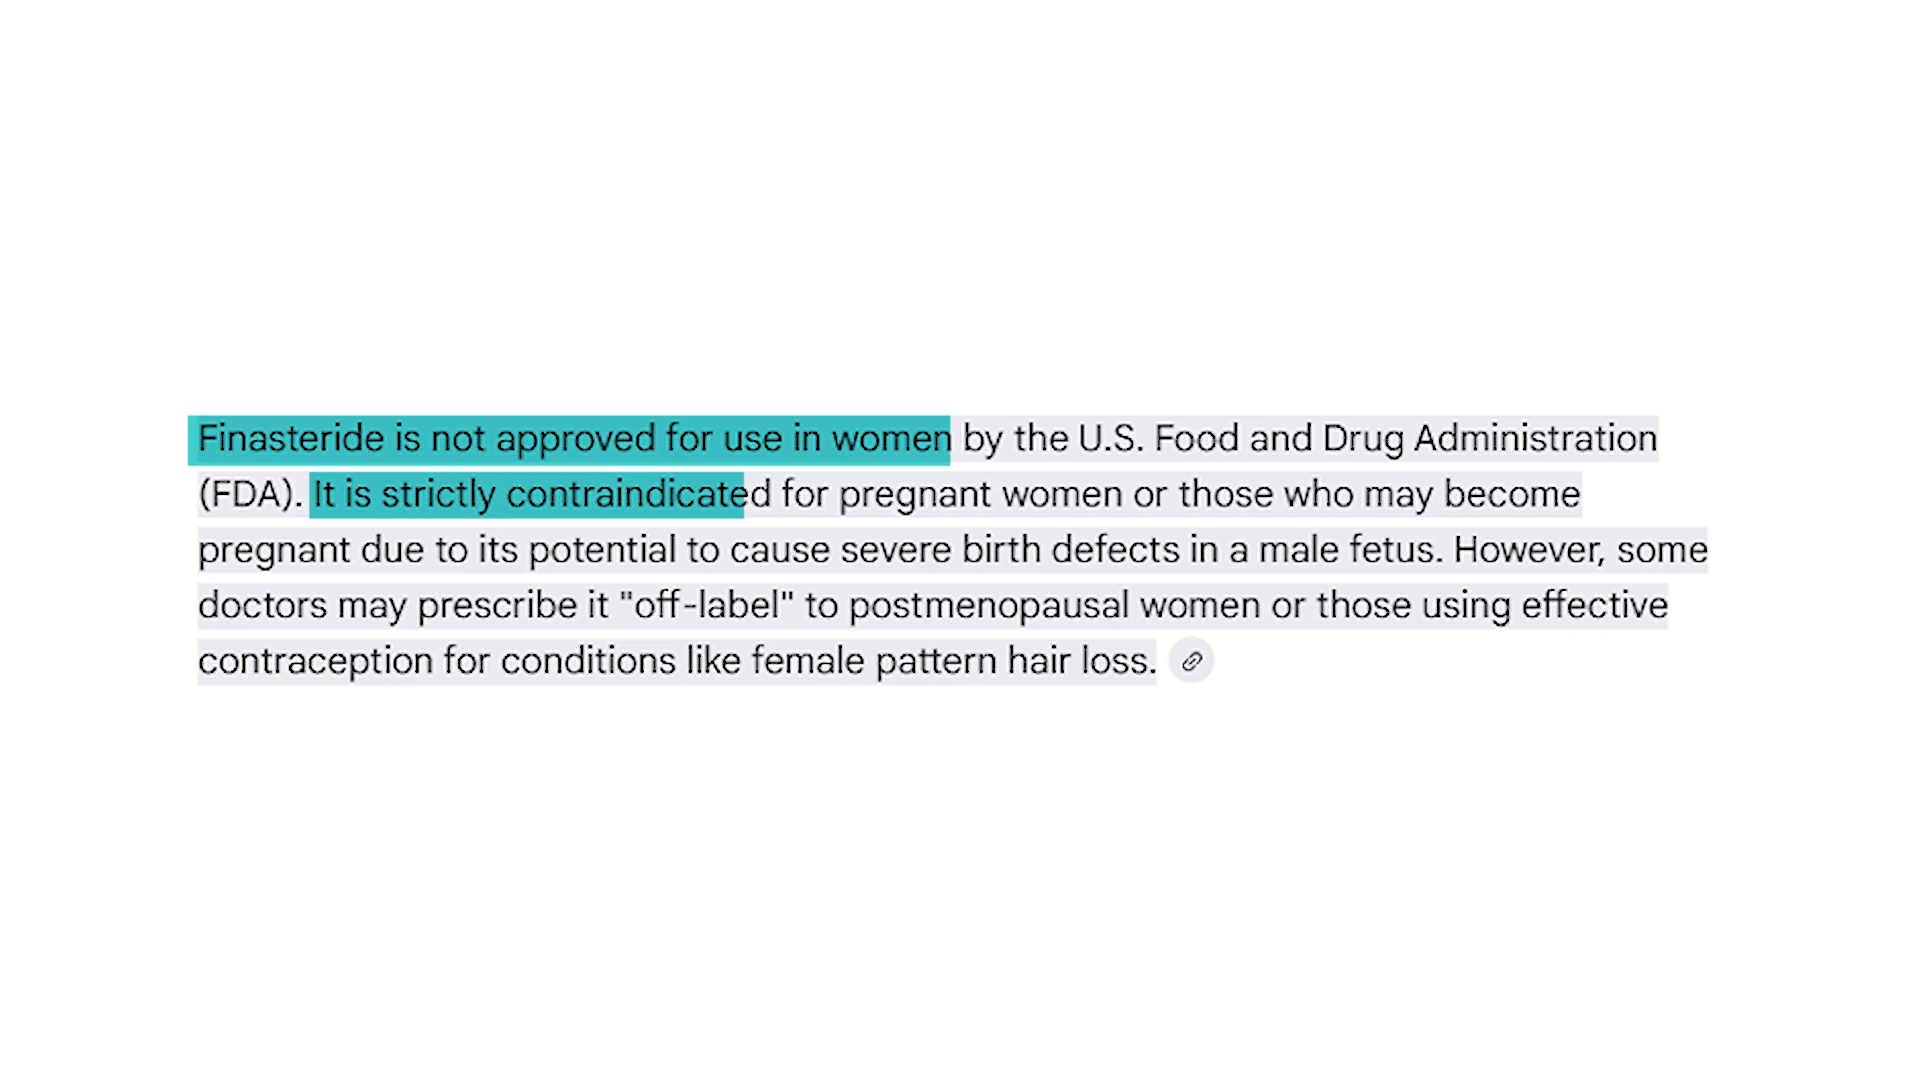 Finasteride is not approved for use in women by the U.S. Food and Drug Administration
(FDA). It is strictly contraindicated for pregnant women or those who may become
pregnant due to its potential to cause severe birth defects in a male fetus. However, some
doctors may prescribe it "off-label" to postmenopausal women or those using effective
contraception for conditions like female pattern hair loss.